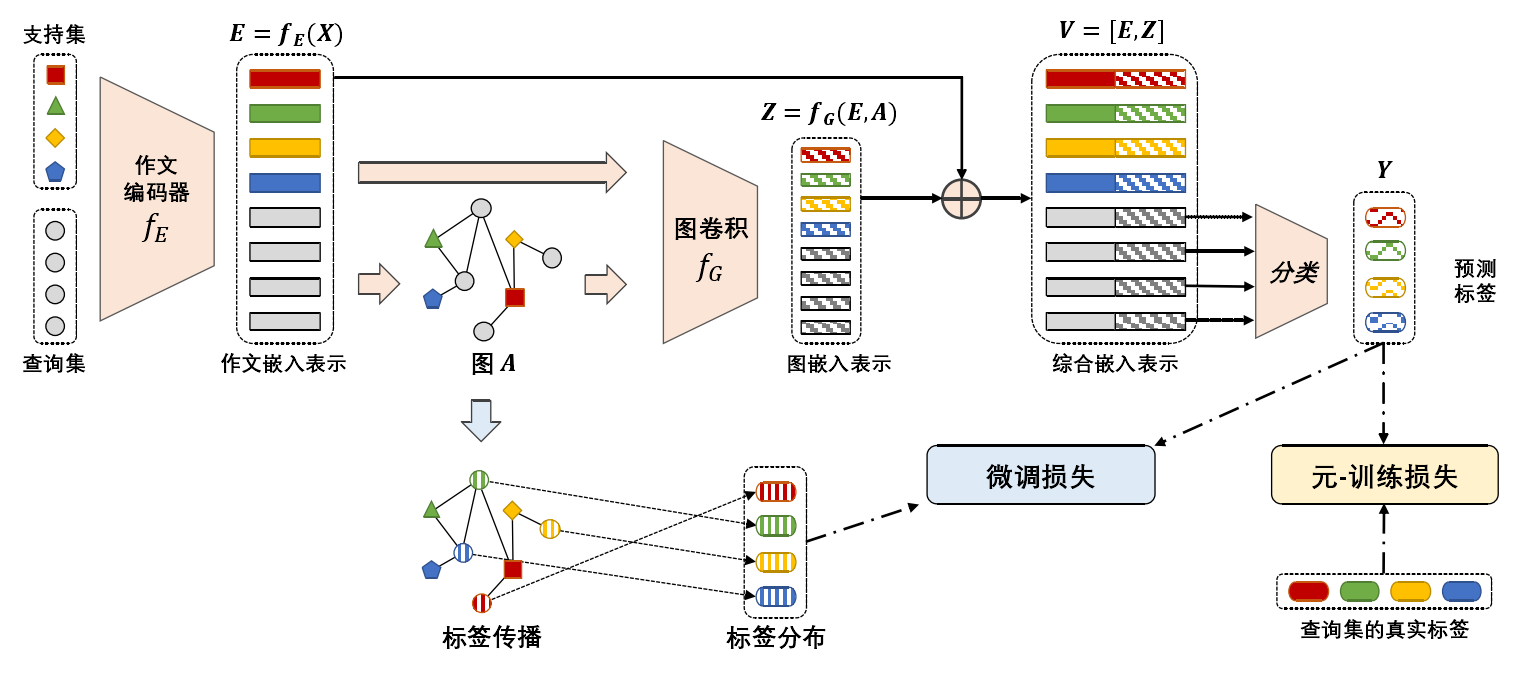 支持集
查询集
作文
编码器
f_E
E = f_E(X)
作文嵌入表示
图 A
图卷积
f_G
Z = f_G(E, A)
图嵌入表示
V = [E, Z]
综合嵌入表示
分类
Y
预测
标签
标签传播
标签分布
微调损失
元-训练损失
查询集的真实标签